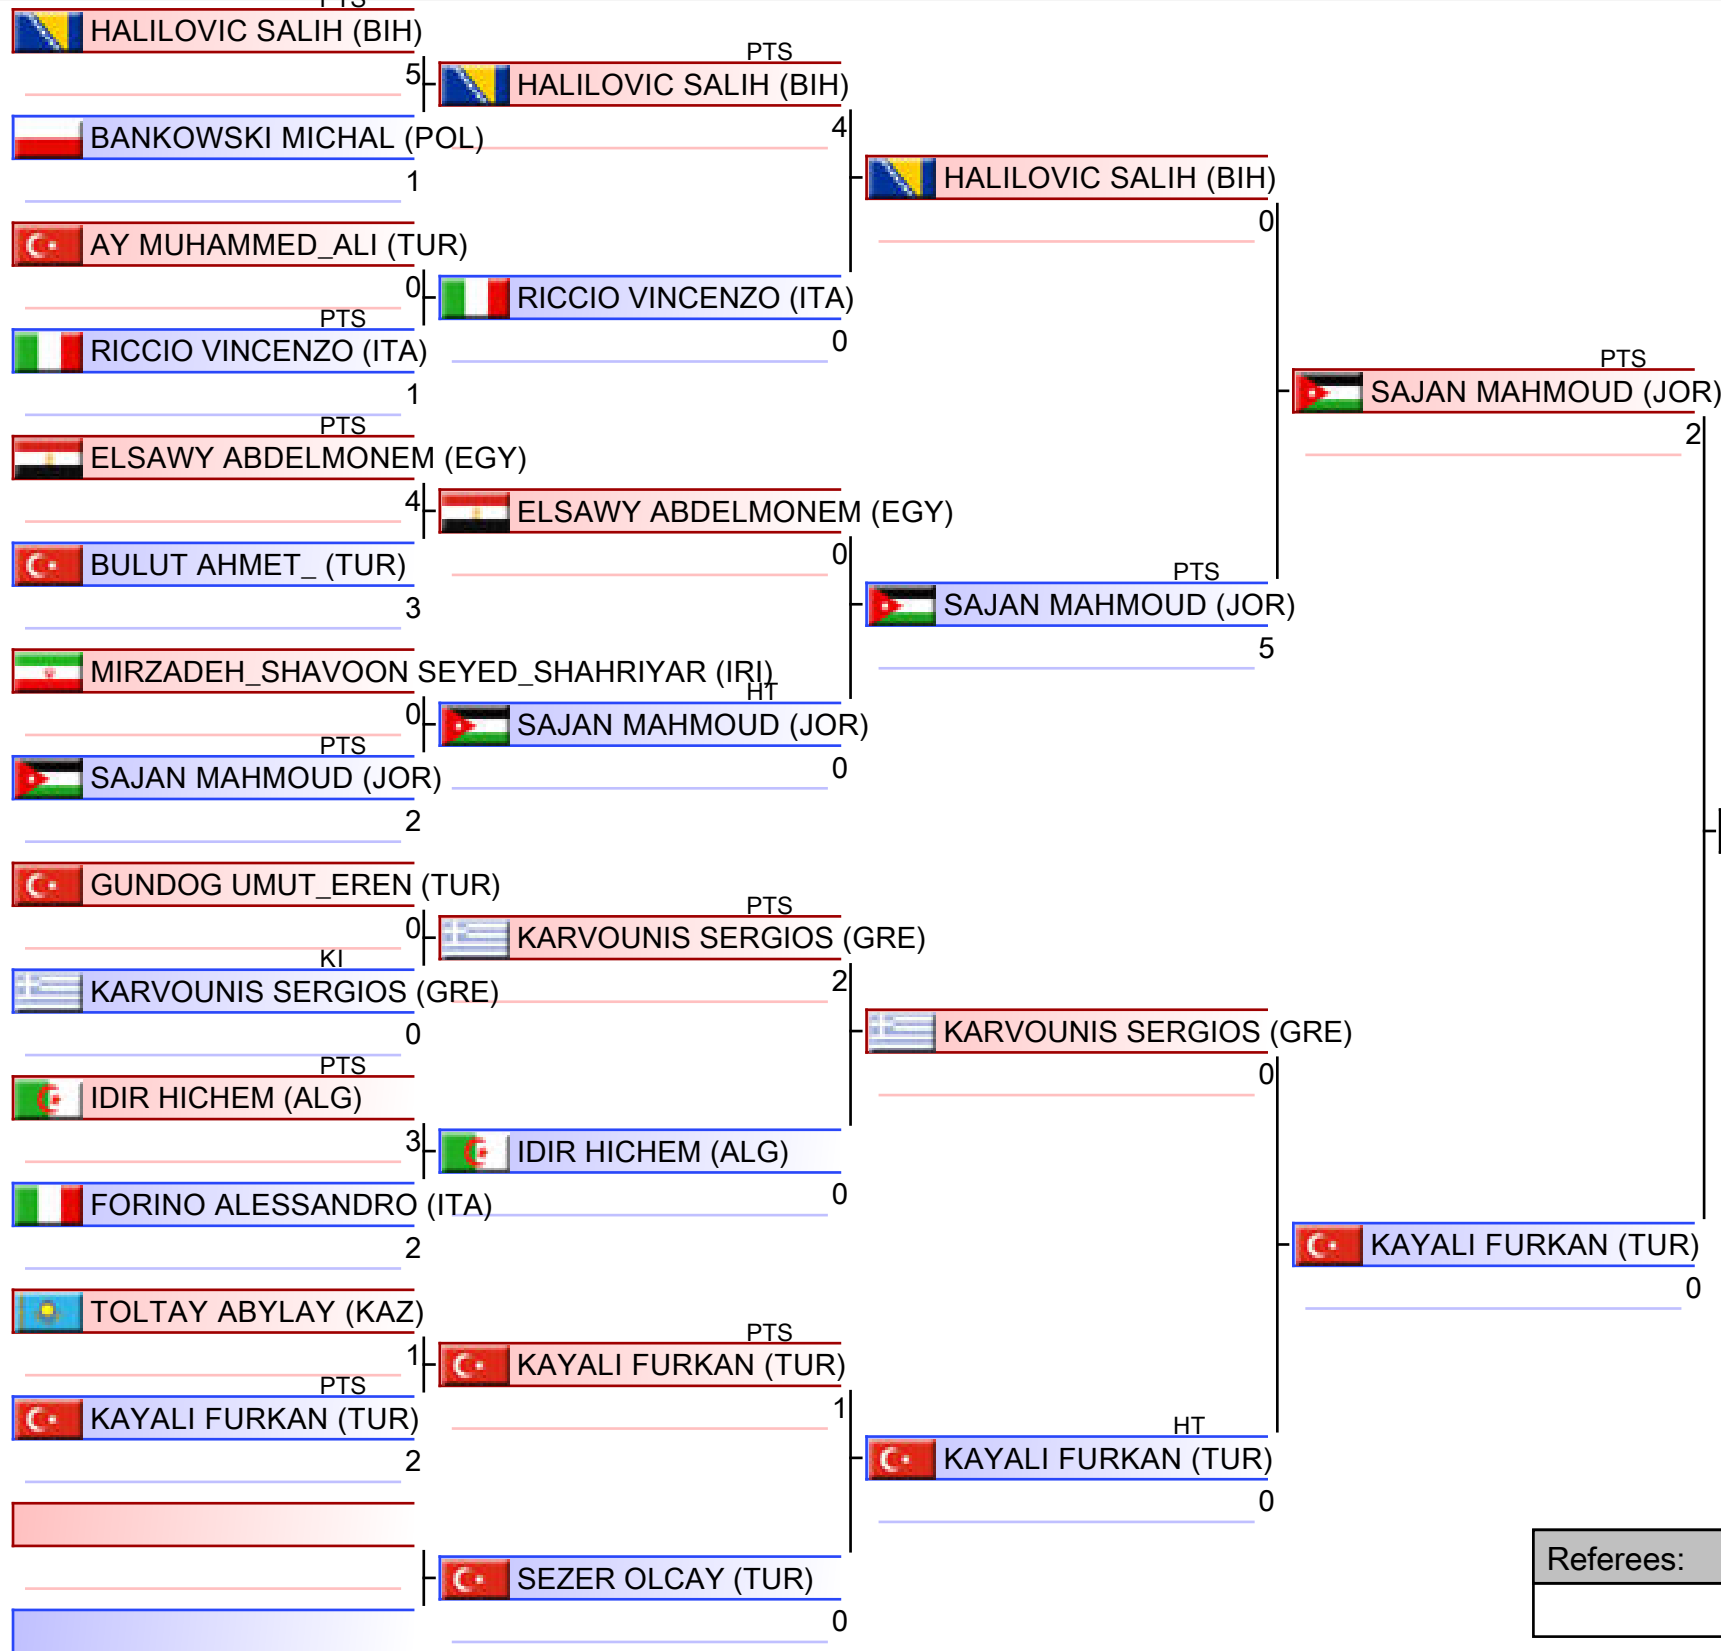 PTS
HALILOVIC SALIH (BIH)
5
BANKOWSKI MICHAL (POL)
1
AY MUHAMMED_ALI (TUR)
0
PTS
RICCIO VINCENZO (ITA)
1
PTS
ELSAWY ABDELMONEM (EGY)
4
BULUT AHMET_ (TUR)
3
MIRZADEH_SHAVOON SEYED_SHAHRIYAR (IRI)
0
PTS
SAJAN MAHMOUD (JOR)
2
GUNDOG UMUT_EREN (TUR)
0
KI
KARVOUNIS SERGIOS (GRE)
0
PTS
IDIR HICHEM (ALG)
3
FORINO ALESSANDRO (ITA)
2
TOLTAY ABYLAY (KAZ)
1
PTS
KAYALI FURKAN (TUR)
2
PTS
HALILOVIC SALIH (BIH)
4
RICCIO VINCENZO (ITA)
0
ELSAWY ABDELMONEM (EGY)
0
HT
SAJAN MAHMOUD (JOR)
0
PTS
KARVOUNIS SERGIOS (GRE)
2
IDIR HICHEM (ALG)
0
PTS
KAYALI FURKAN (TUR)
1
SEZER OLCAY (TUR)
0
HALILOVIC SALIH (BIH)
0
PTS
SAJAN MAHMOUD (JOR)
5
KARVOUNIS SERGIOS (GRE)
0
HT
KAYALI FURKAN (TUR)
0
PTS
SAJAN MAHMOUD (JOR)
2
KAYALI FURKAN (TUR)
0
Referees: